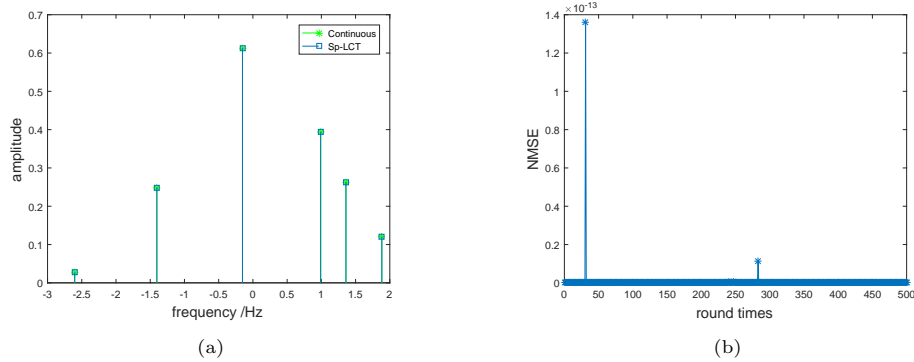 0.7
0.6
0.5
0.4
0.3
0.2
0.1
0
amplitude
-3 -2.5 -2 -1.5 -1 -0.5 0 0.5 1 1.5 2
frequency /Hz
Continuous
Sp-LCT
(a)
×10⁻¹³
1.4
1.2
1
0.8
0.6
0.4
0.2
0
NMSE
0 50 100 150 200 250 300 350 400 450 500
round times
(b)